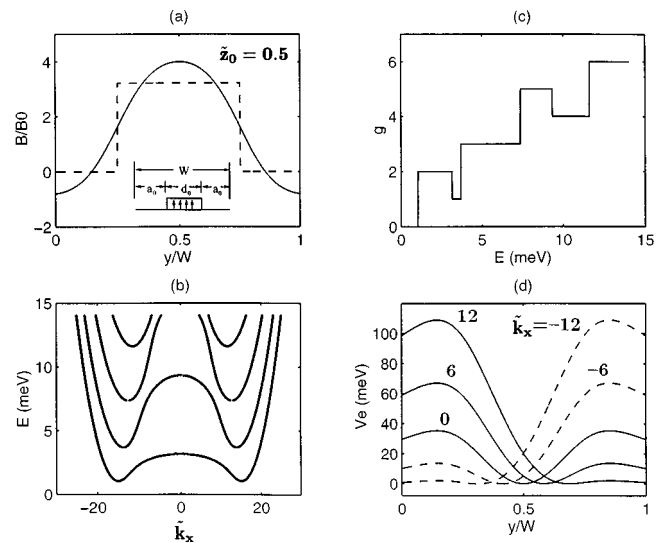 (a)
z̃₀ = 0.5
B/B0
4
2
0
−2
W
a₀ d₀ a₀
0 0.5 1
y/W
(c)
g
6
4
2
0
0 5 10 15
E (meV)
(b)
E (meV)
15
10
5
0
−20 0 20
k̃ₓ
(d)
Ve (meV)
100
80
60
40
20
0
12
k̃ₓ=−12
6
−6
0
0 0.5 1
y/W